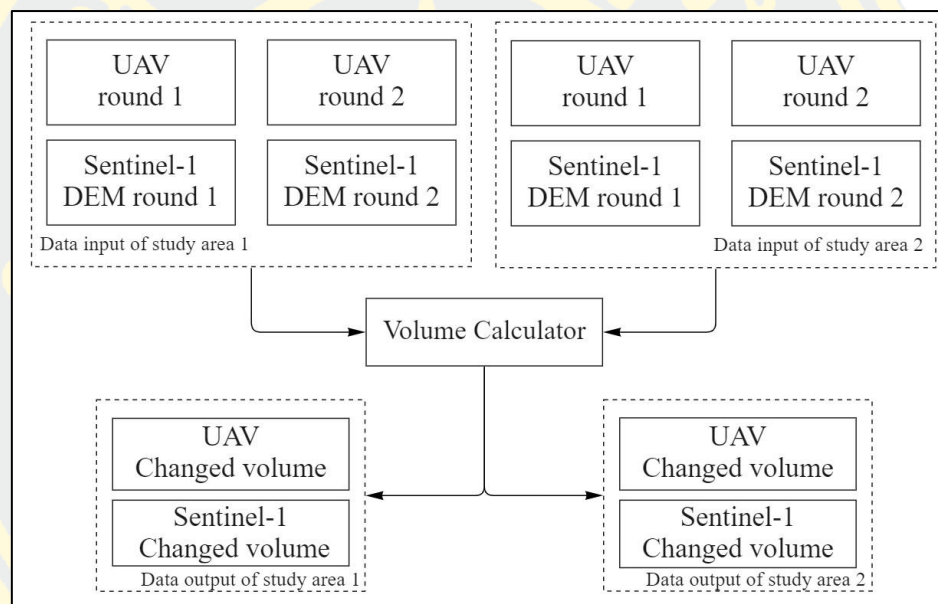 UAV
round 1
UAV
round 2
Sentinel-1
DEM round 1
Sentinel-1
DEM round 2
Data input of study area 1
UAV
round 1
UAV
round 2
Sentinel-1
DEM round 1
Sentinel-1
DEM round 2
Data input of study area 2
Volume Calculator
UAV
Changed volume
Sentinel-1
Changed volume
Data output of study area 1
UAV
Changed volume
Sentinel-1
Changed volume
Data output of study area 2